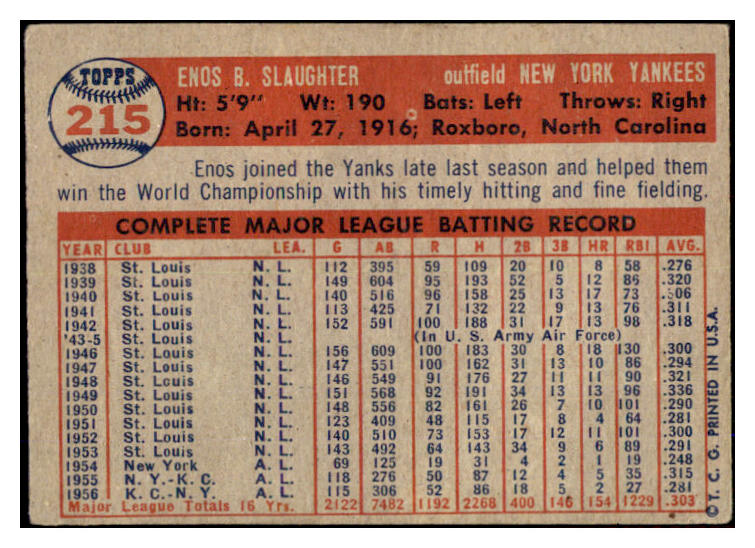 TOPPS
215
ENOS B. SLAUGHTER outfield NEW YORK YANKEES
Ht: 5'9" Wt: 190 Bats: Left Throws: Right
Born: April 27, 1916; Roxboro, North Carolina
Enos joined the Yanks late last season and helped them
win the World Championship with his timely hitting and fine fielding.
COMPLETE MAJOR LEAGUE BATTING RECORD
YEAR CLUB LEA. G AB R H 2B 3B HR RBI AVG.
1938 St. Louis N. L. 112 395 59 109 20 10 8 58 .276
1939 St. Louis N. L. 149 604 95 193 52 5 12 86 .320
1940 St. Louis N. L. 140 516 96 158 25 13 17 73 .306
1941 St. Louis N. L. 113 425 71 132 22 9 13 76 .311
1942 St. Louis N. L. 152 591 100 188 31 17 13 98 .318
'43-5 St. Louis (In U. S. Army Air Force)
1946 St. Louis N. L. 156 609 100 183 30 8 18 130 .300
1947 St. Louis N. L. 147 551 100 162 31 13 10 86 .294
1948 St. Louis N. L. 146 549 91 176 27 11 11 90 .321
1949 St. Louis N. L. 151 568 92 191 34 13 13 96 .336
1950 St. Louis N. L. 148 556 82 161 26 7 10 101 .290
1951 St. Louis N. L. 123 409 48 115 17 8 4 64 .281
1952 St. Louis N. L. 140 510 73 153 17 12 11 101 .300
1953 St. Louis N. L. 143 492 64 143 34 9 6 89 .291
1954 New York A. L. 69 125 19 31 4 2 1 19 .248
1955 N. Y.-K. C. A. L. 118 276 50 87 12 4 5 35 .315
1956 K. C.-N. Y. A. L. 115 306 52 86 18 5 2 27 .281
Major League Totals 16 Yrs. 2122 7482 1192 2268 400 146 154 1229 .303
© T. C. G. PRINTED IN U.S.A.